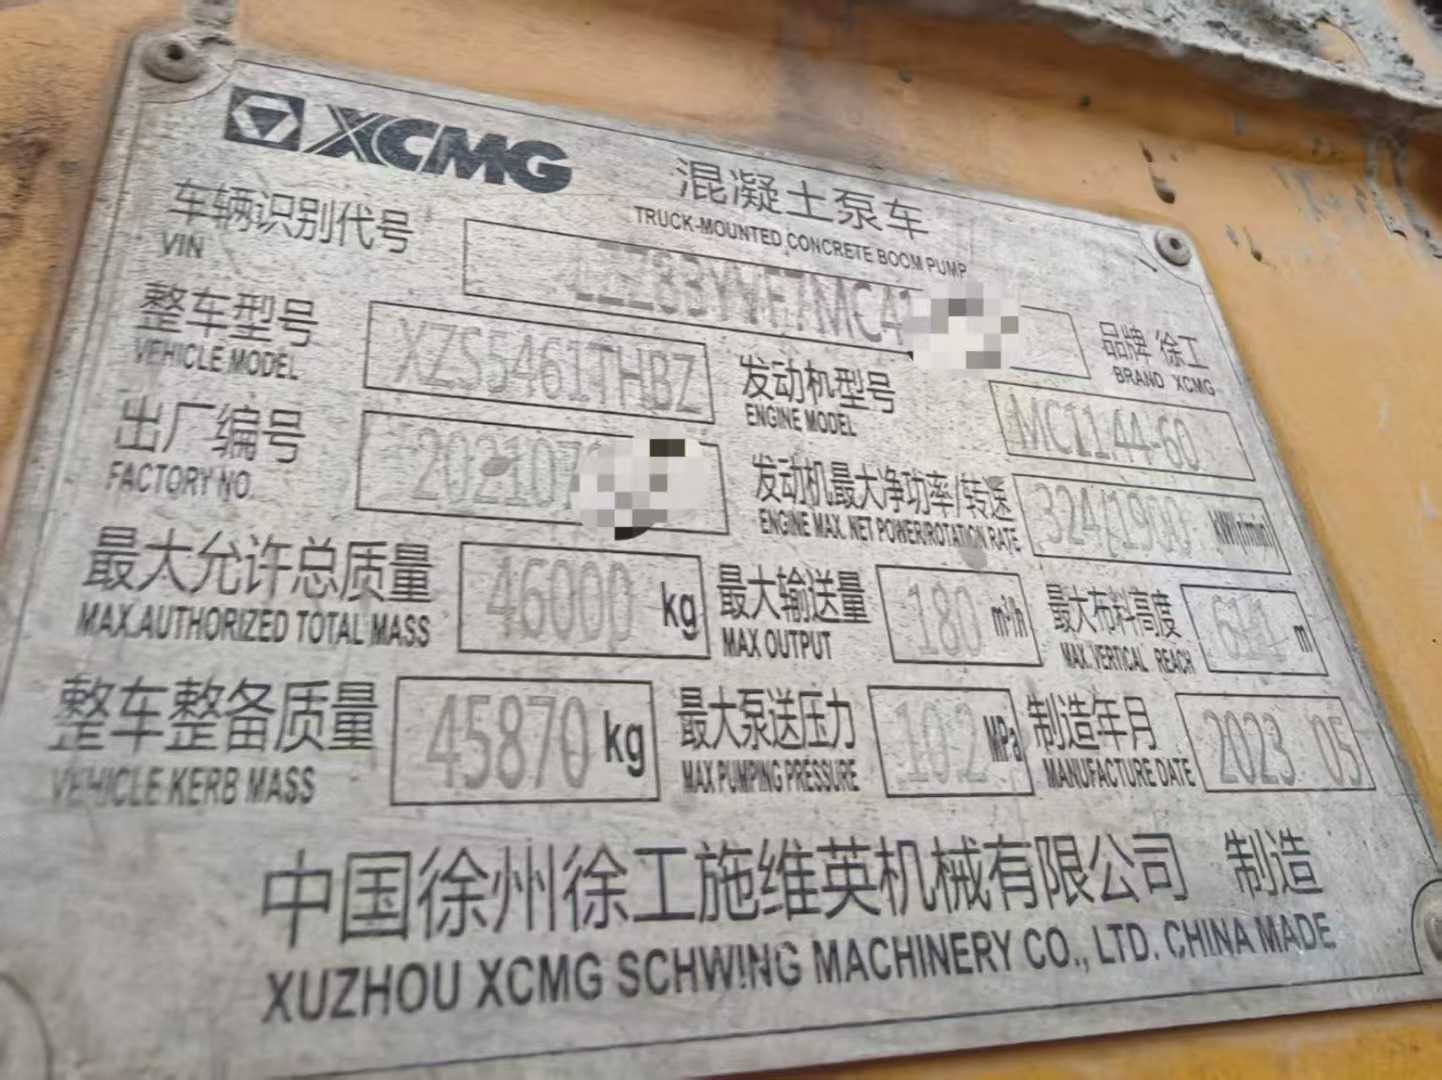 XCMG
混凝土泵车
TRUCK-MOUNTED CONCRETE BOOM PUMP
车辆识别代号
VIN
品牌 徐工
BRAND XCMG
整车型号 XZS5461THBZ
VEHICLE MODEL
发动机型号 MC11.44-60
ENGINE MODEL
出厂编号 202107
FACTORY NO.
发动机最大净功率/转速 324/1900 kW/r/min
ENGINE MAX. NET POWER/ROTATION RATE
最大允许总质量 46000 kg
MAX.AUTHORIZED TOTAL MASS
最大输送量 180 m³/h
MAX OUTPUT
最大布料高度 m
MAX. VERTICAL REACH
整车整备质量 45870 kg
VEHICLE KERB MASS
最大泵送压力 10.2 MPa
MAX PUMPING PRESSURE
制造年月 2023 05
MANUFACTURE DATE
中国徐州徐工施维英机械有限公司 制造
XUZHOU XCMG SCHWING MACHINERY CO., LTD. CHINA MADE